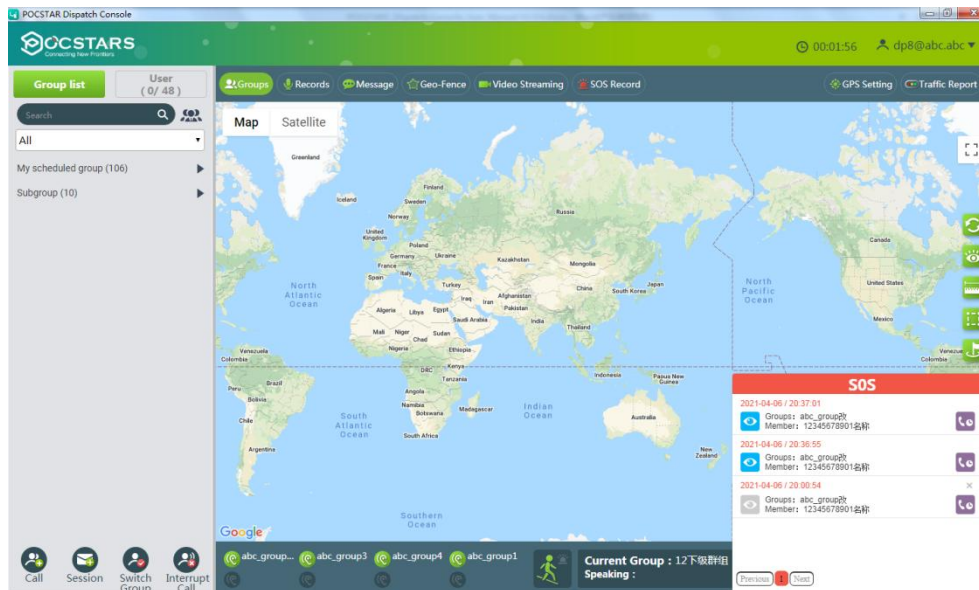 POCSTAR Dispatch Console
POCSTARS
Connecting New Frontiers
00:01:56
dp8@abc.abc
Group list
User
( 0/ 48 )
Groups
Records
Message
Geo-Fence
Video Streaming
SOS Record
GPS Setting
Traffic Report
Search
All
My scheduled group (106)
Subgroup (10)
Map
Satellite
Greenland
Iceland
Finland
Sweden
Norway
Russia
United
Kingdom
Poland
Germany
Ukraine
France
Kazakhstan
Mongolia
Spain
Italy
Turkey
China
South Korea
Japan
North
Atlantic
Ocean
Algeria
Libya
Egypt
Iraq
Iran
Afghanistan
Pakistan
Saudi Arabia
India
Thailand
Mali
Niger
Chad
Sudan
Nigeria
Ethiopia
DRC
Kenya
Tanzania
Angola
Namibia
Botswana
Madagascar
South Africa
Venezuela
Colombia
Peru
Brazil
Bolivia
Chile
Argentina
South
Atlantic
Ocean
Indian
Ocean
Indonesia
Papua New
Guinea
Australia
New
Zealand
Southern
Ocean
North
Pacific
Ocean
Canada
United States
Mexico
Venezue
Colombia
Google
SOS
2021-04-06 / 20:37:01
Groups: abc_group改
Member: 12345678901名称
2021-04-06 / 20:36:55
Groups: abc_group改
Member: 12345678901名称
2021-04-06 / 20:00:54
Groups: abc_group改
Member: 12345678901名称
Previous
1
Next
Call
Session
Switch
Group
Interrupt
Call
abc_group...
abc_group3
abc_group4
abc_group1
Current Group : 12下级群组
Speaking :